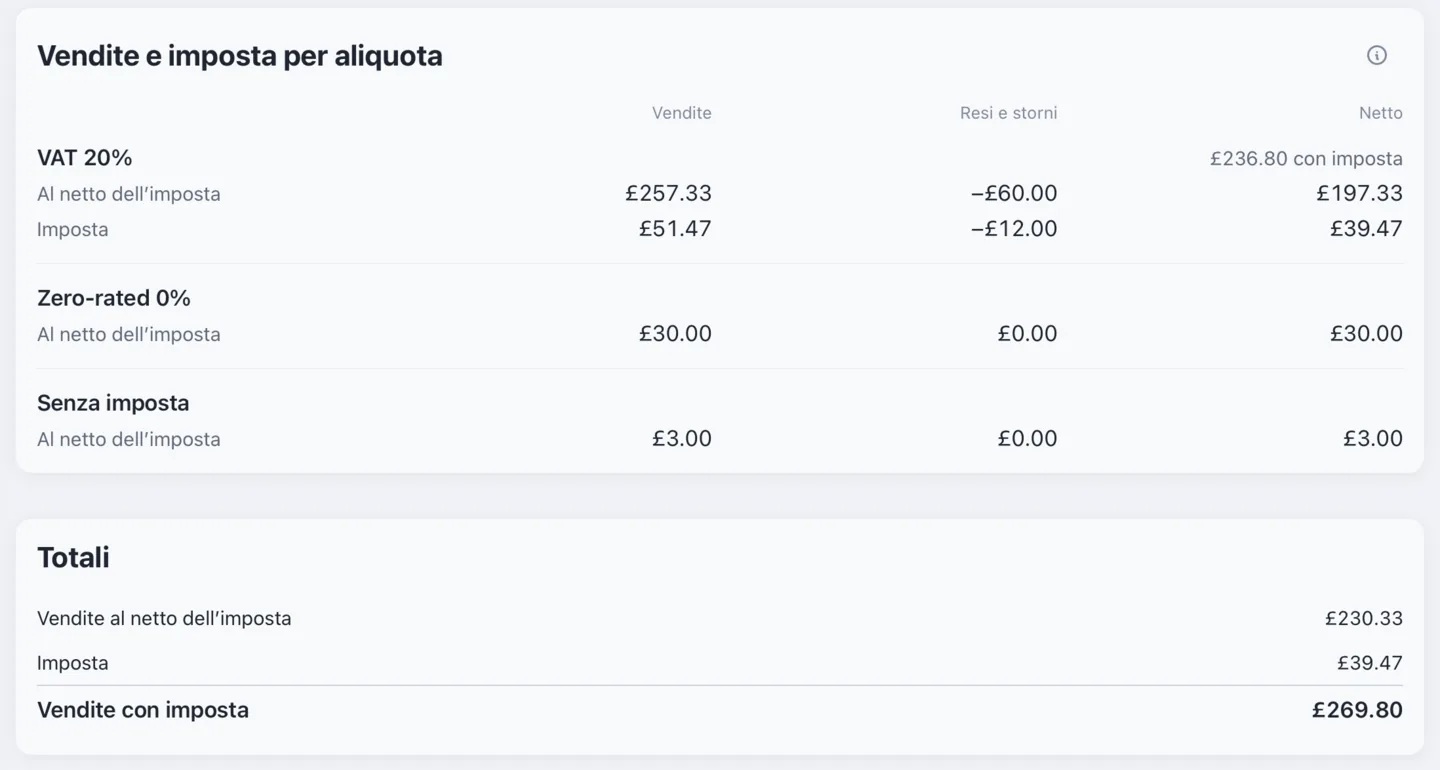 Vendite e imposta per aliquota
Vendite Resi e storni Netto
VAT 20% £236.80 con imposta
Al netto dell’imposta £257.33 −£60.00 £197.33
Imposta £51.47 −£12.00 £39.47
Zero-rated 0%
Al netto dell’imposta £30.00 £0.00 £30.00
Senza imposta
Al netto dell’imposta £3.00 £0.00 £3.00
Totali
Vendite al netto dell’imposta £230.33
Imposta £39.47
Vendite con imposta £269.80